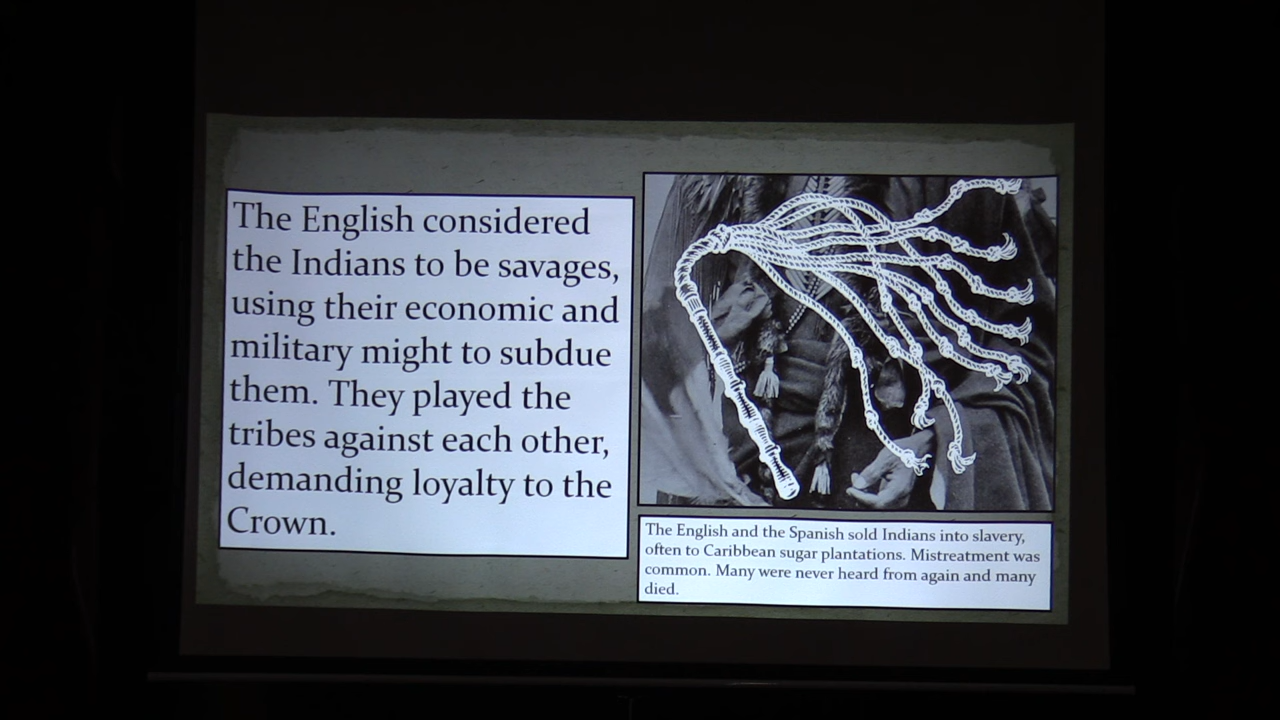 The English considered
the Indians to be savages,
using their economic and
military might to subdue
them. They played the
tribes against each other,
demanding loyalty to the
Crown.
The English and the Spanish sold Indians into slavery,
often to Caribbean sugar plantations. Mistreatment was
common. Many were never heard from again and many
died.